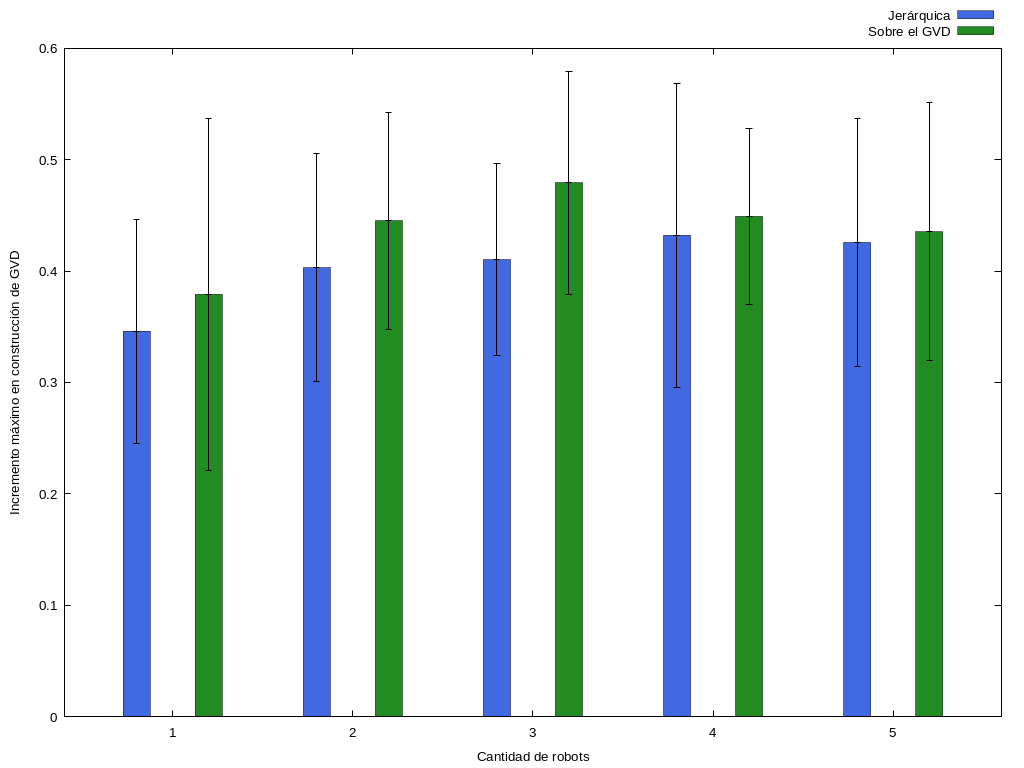 Jerárquica
Sobre el GVD
0.6
0.5
0.4
0.3
0.2
0.1
0
Incremento máximo en construcción de GVD
1 2 3 4 5
Cantidad de robots